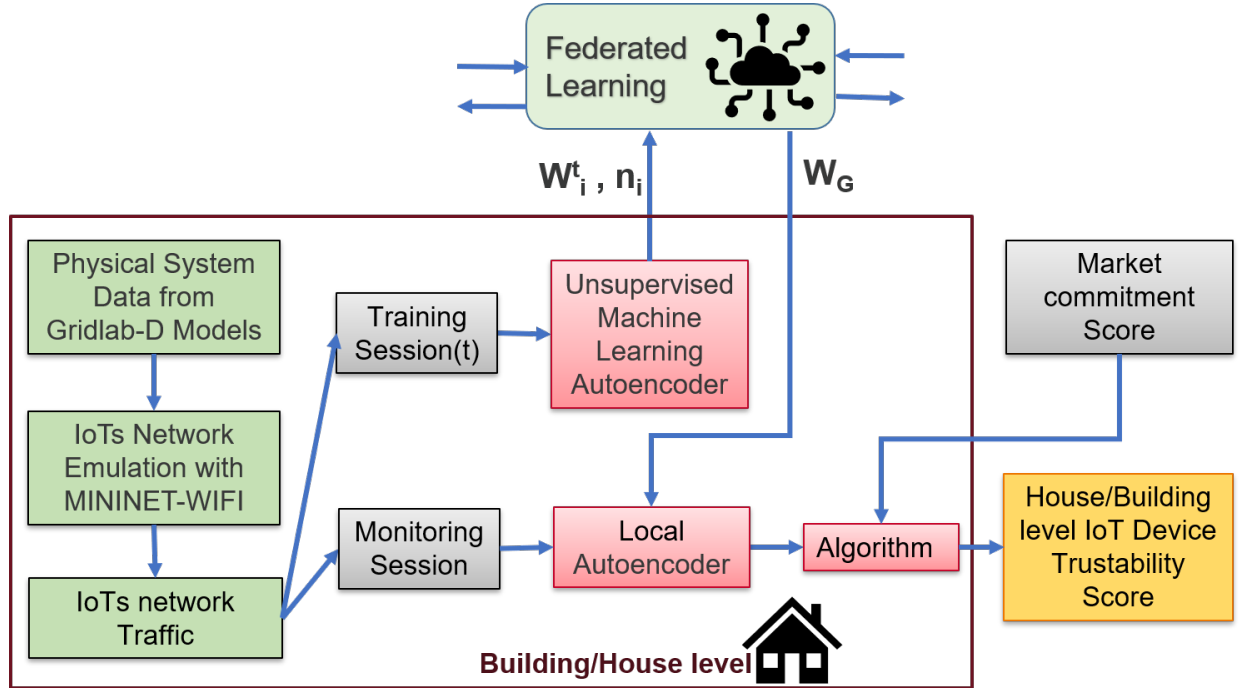 Federated
Learning
W^t_i , n_i
W_G
Physical System
Data from
Gridlab-D Models
IoTs Network
Emulation with
MININET-WIFI
IoTs network
Traffic
Training
Session(t)
Unsupervised
Machine
Learning
Autoencoder
Monitoring
Session
Local
Autoencoder
Algorithm
Market
commitment
Score
House/Building
level IoT Device
Trustability
Score
Building/House level